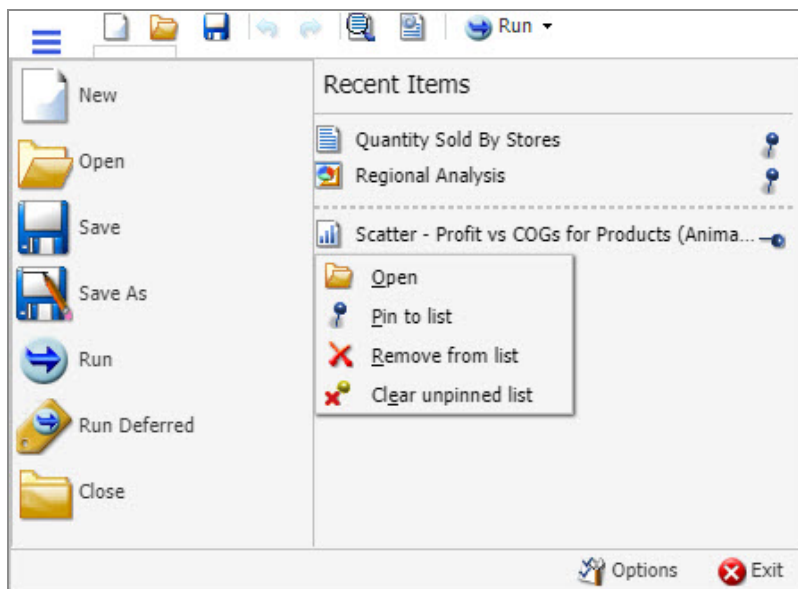 Run
New
Open
Save
Save As
Run
Run Deferred
Close
Recent Items
Quantity Sold By Stores
Regional Analysis
Scatter - Profit vs COGs for Products (Anima...
Open
Pin to list
Remove from list
Clear unpinned list
Options
Exit